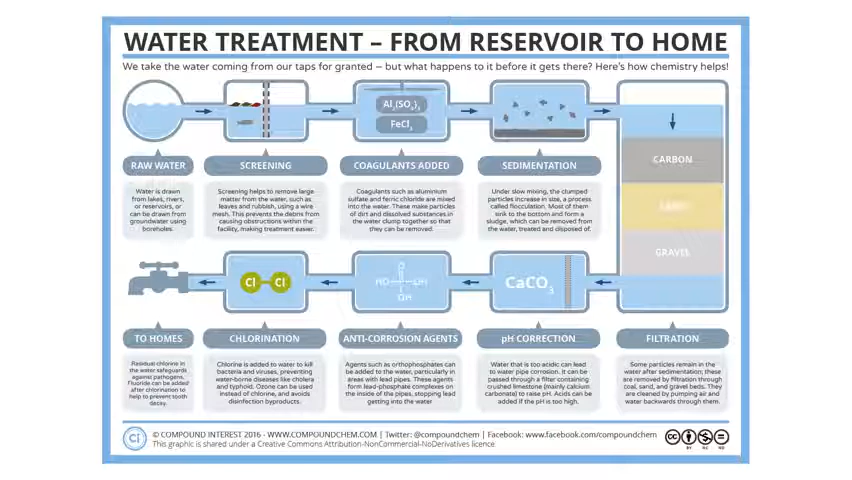 WATER TREATMENT – FROM RESERVOIR TO HOME
We take the water coming from our taps for granted – but what happens to it before it gets there? Here's how chemistry helps!
Al₂(SO₄)₃
FeCl₃
CARBON
SAND
GRAVEL
RAW WATER
SCREENING
COAGULANTS ADDED
SEDIMENTATION
Water is drawn
from lakes, rivers,
or reservoirs, or
can be drawn from
groundwater using
boreholes.
Screening helps to remove large
matter from the water, such as
leaves and rubbish, using a wire
mesh. This prevents the debris from
causing obstructions within the
facility, making treatment easier.
Coagulants such as aluminium
sulfate and ferric chloride are mixed
into the water. These make particles
of dirt and dissolved substances in
the water clump together so that
they can be removed.
Under slow mixing, the clumped
particles increase in size, a process
called flocculation. Most of them
sink to the bottom and form a
sludge, which can be removed from
the water, treated and disposed of.
Cl Cl
O
HO P OH
OH
CaCO₃
TO HOMES
CHLORINATION
ANTI-CORROSION AGENTS
pH CORRECTION
FILTRATION
Residual chlorine in
the water safeguards
against pathogens.
Fluoride can be added
after chlorination to
help to prevent tooth
decay.
Chlorine is added to water to kill
bacteria and viruses, preventing
water-borne diseases like cholera
and typhoid. Ozone can be used
instead of chlorine, and avoids
disinfection byproducts.
Agents such as orthophosphates can
be added to the water, particularly in
areas with lead pipes. These agents
form lead-phosphate complexes on
the inside of the pipes, stopping lead
getting into the water
Water that is too acidic can lead
to water pipe corrosion. It can be
passed through a filter containing
crushed limestone (mainly calcium
carbonate) to raise pH. Acids can be
added if the pH is too high.
Some particles remain in the
water after sedimentation; these
are removed by filtration through
coal, sand, and gravel beds. They
are cleaned by pumping air and
water backwards through them.
Ci
© COMPOUND INTEREST 2016 - WWW.COMPOUNDCHEM.COM | Twitter: @compoundchem | Facebook: www.facebook.com/compoundchem
This graphic is shared under a Creative Commons Attribution-NonCommercial-NoDerivatives licence.
cc
BY NC ND